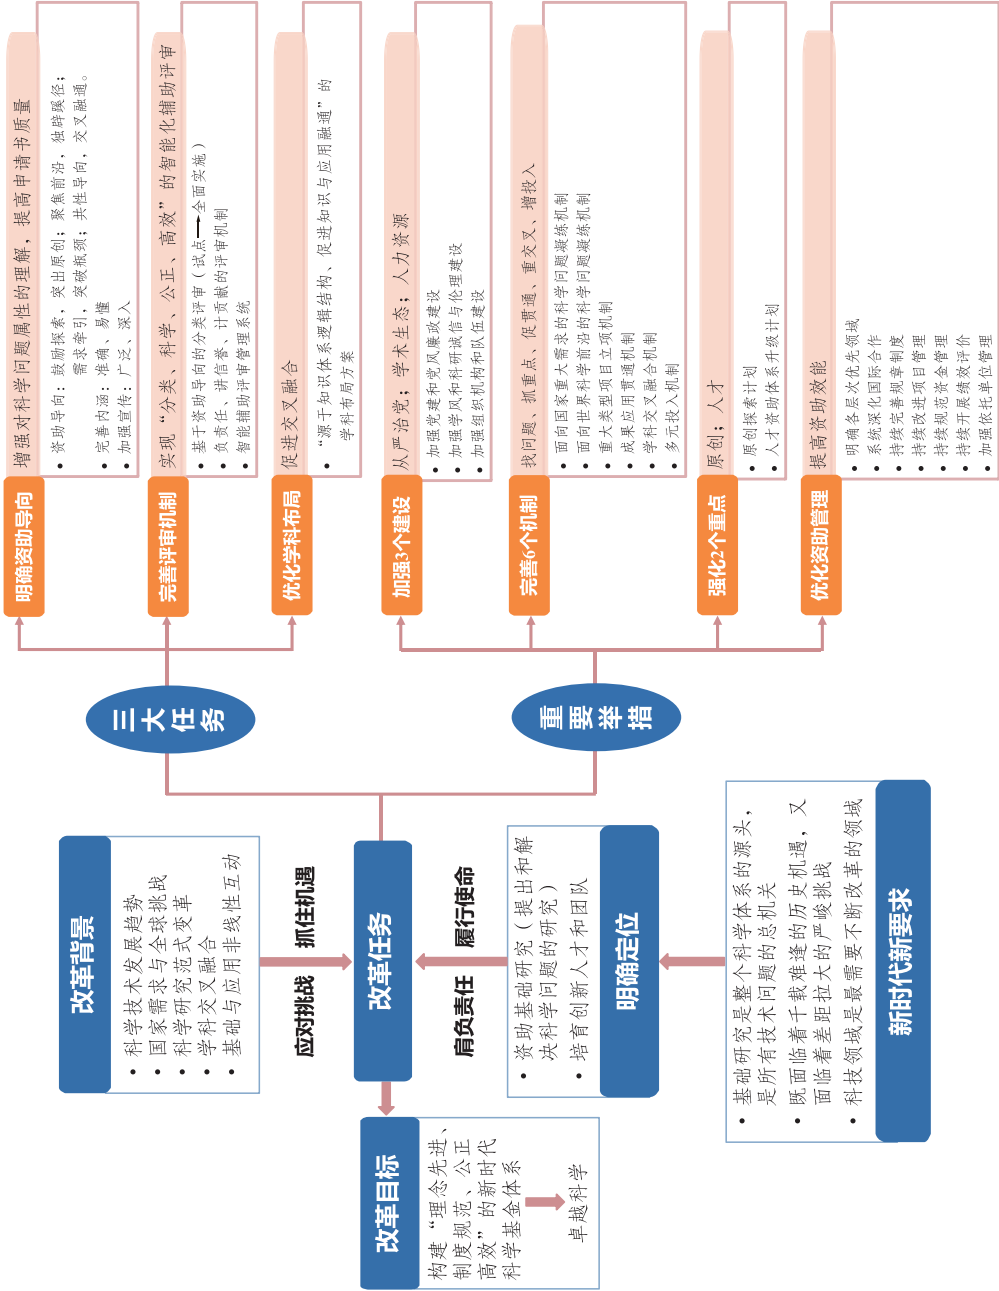 改革背景
• 科学技术发展趋势
• 国家需求与全球挑战
• 科学研究范式变革
• 学科交叉融合
• 基础与应用非线性互动
应对挑战
抓住机遇
改革目标
构建“理念先进、
制度规范、公正
高效”的新时代
科学基金体系
卓越科学
改革任务
肩负责任
履行使命
• 资助基础研究（提出和解
决科学问题的研究）
• 培育创新人才和团队
明确定位
• 基础研究是整个科学体系的源头，
是所有技术问题的总机关
• 既面临着千载难逢的历史机遇，又
面临着差距拉大的严峻挑战
• 科技领域是最需要不断改革的领域
新时代新要求
三大任务
明确资助导向
增强对科学问题属性的理解，提高申请书质量
• 资助导向：鼓励探索，突出原创；聚焦前沿，独辟蹊径；
需求牵引，突破瓶颈；共性导向，交叉融通。
• 完善内涵：准确、易懂
• 加强宣传：广泛、深入
完善评审机制
实现“分类、科学、公正、高效”的智能化辅助评审
• 基于资助导向的分类评审（试点→全面实施）
• 负责任、讲信誉、计贡献的评审机制
• 智能辅助评审管理系统
优化学科布局
促进交叉融合
• “源于知识体系逻辑结构、促进知识与应用融通”的
学科布局方案
重要举措
加强3个建设
从严治党；学术生态；人力资源
• 加强党建和党风廉政建设
• 加强学风和科研诚信与伦理建设
• 加强组织机构和队伍建设
完善6个机制
找问题、抓重点、促贯通、重交叉、增投入
• 面向国家重大需求的科学问题凝练机制
• 面向世界科学前沿的科学问题凝练机制
• 重大类型项目立项机制
• 成果应用贯通机制
• 学科交叉融合机制
• 多元投入机制
强化2个重点
原创；人才
• 原创探索计划
• 人才资助体系升级计划
优化资助管理
提高资助效能
• 明确各层次优先领域
• 系统深化国际合作
• 持续完善规章制度
• 持续改进项目管理
• 持续规范资金管理
• 持续开展绩效评价
• 加强依托单位管理